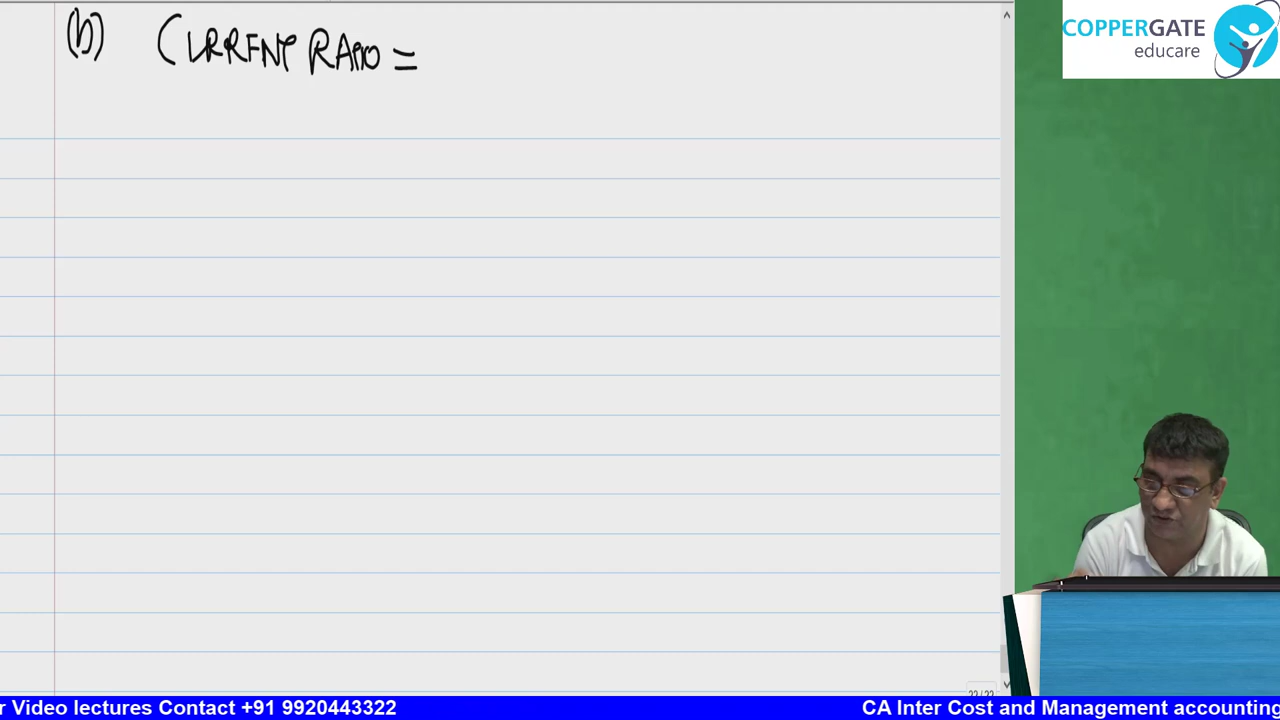 (b) CURRENT RATIO =
COPPERGATE
educare
r Video lectures Contact +91 9920443322
CA Inter Cost and Management accounting